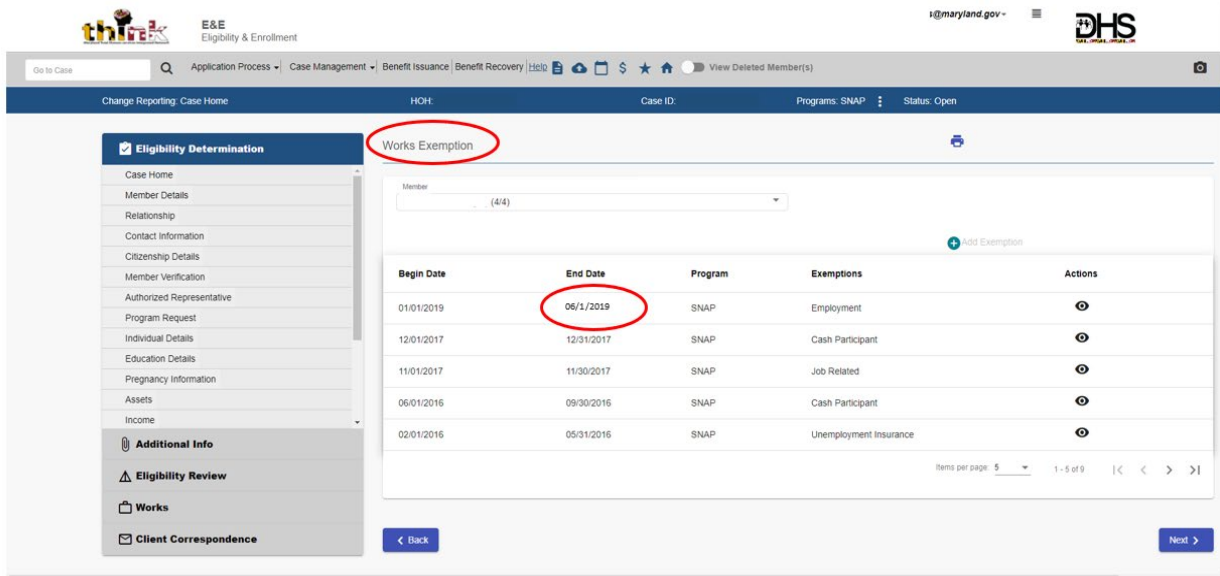 think
E&E
Eligibility & Enrollment
@maryland.gov
DHS
Go to Case
Application Process Case Management Benefit Issuance Benefit Recovery Help $ View Deleted Member(s)
Change Reporting: Case Home HOH: Case ID: Programs: SNAP Status: Open
Eligibility Determination
Case Home
Member Details
Relationship
Contact Information
Citizenship Details
Member Verification
Authorized Representative
Program Request
Individual Details
Education Details
Pregnancy Information
Assets
Income
Additional Info
Eligibility Review
Works
Client Correspondence
Works Exemption
Member
(4/4)
Add Exemption
Begin Date End Date Program Exemptions Actions
01/01/2019 06/1/2019 SNAP Employment
12/01/2017 12/31/2017 SNAP Cash Participant
11/01/2017 11/30/2017 SNAP Job Related
06/01/2016 09/30/2016 SNAP Cash Participant
02/01/2016 05/31/2016 SNAP Unemployment Insurance
Items per page: 5 1 - 5 of 9
Back
Next